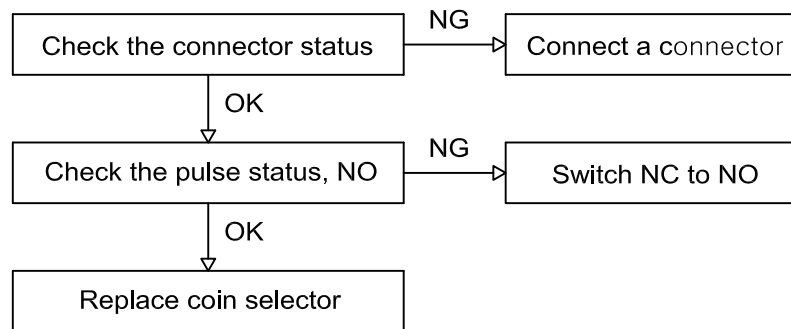 Check the connector status
NG
Connect a connector
OK
Check the pulse status, NO
NG
Switch NC to NO
OK
Replace coin selector